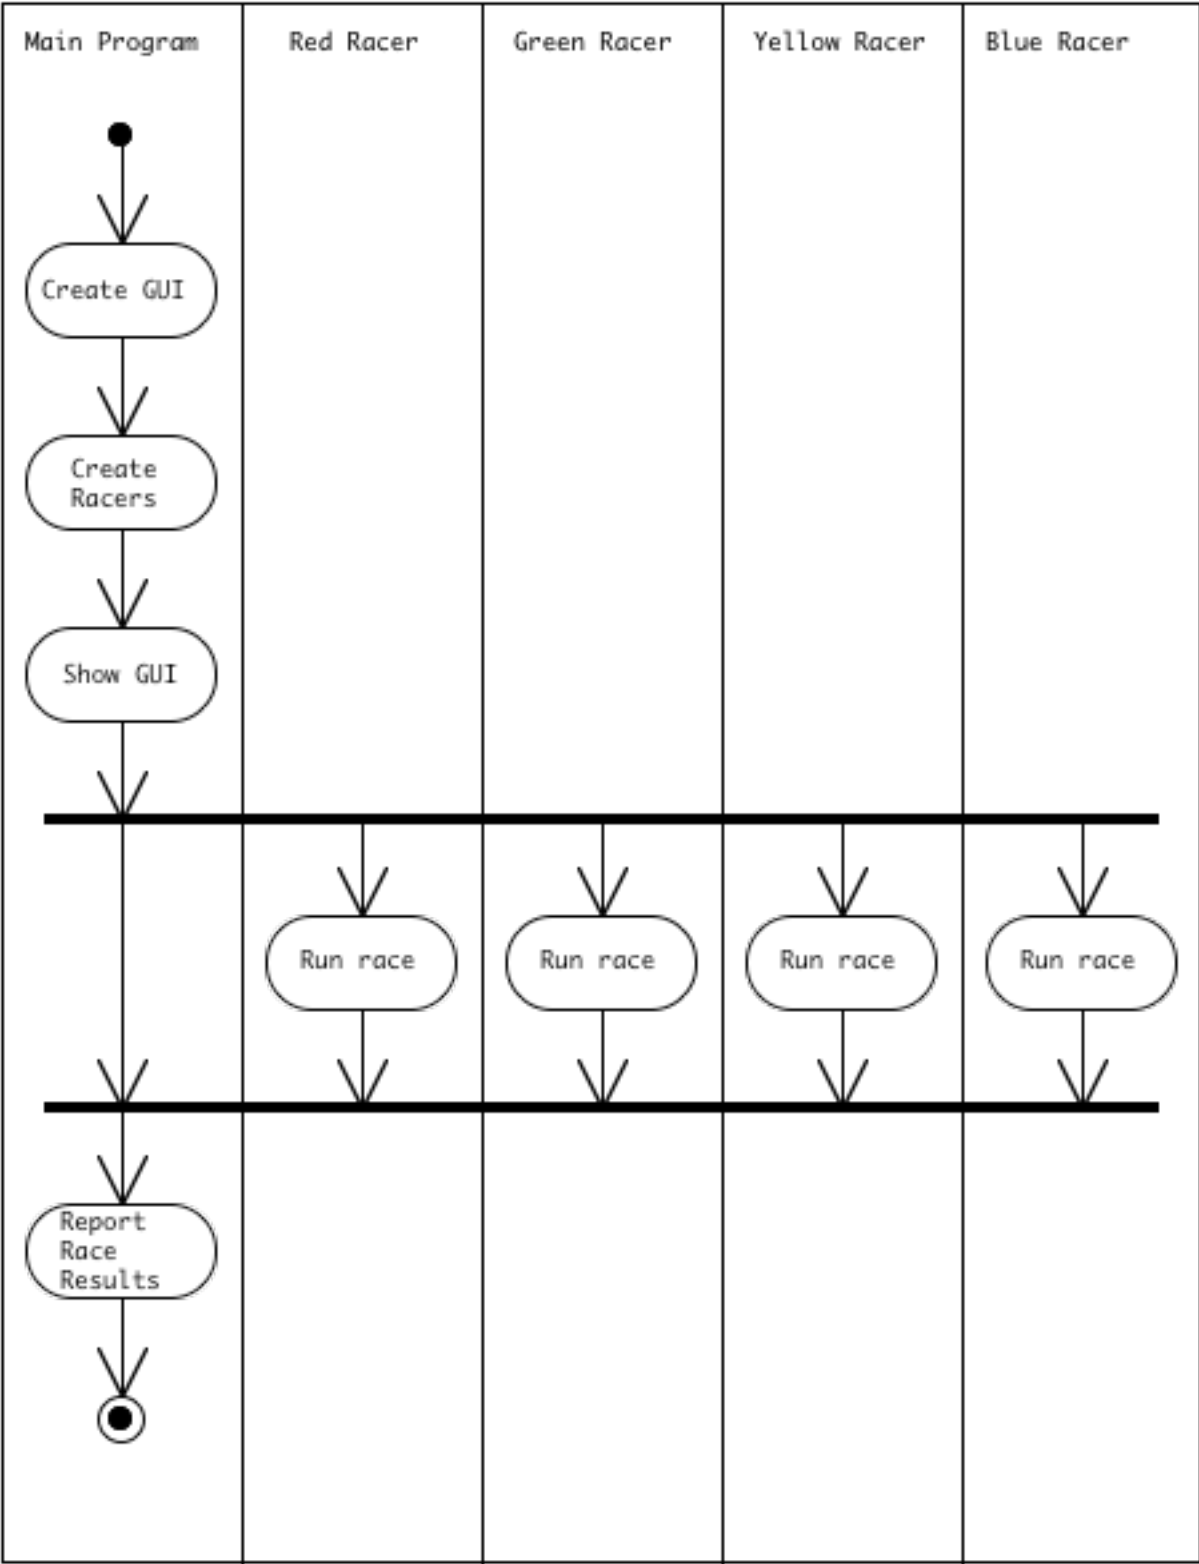 Main Program
Red Racer
Green Racer
Yellow Racer
Blue Racer
Create GUI
Create
Racers
Show GUI
Run race
Run race
Run race
Run race
Report
Race
Results